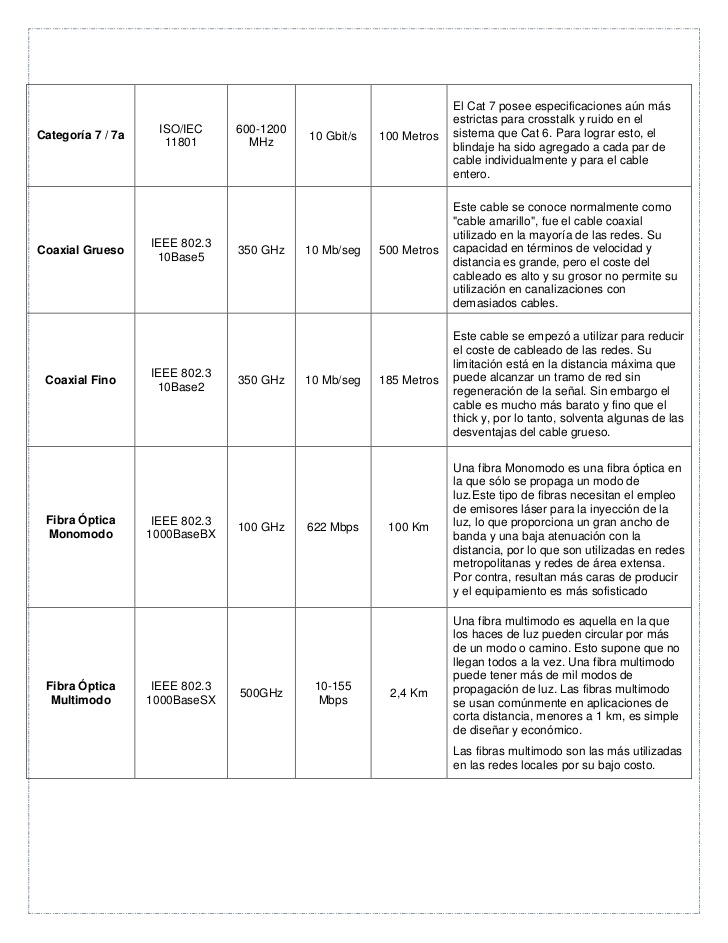 Categoría 7 / 7a
ISO/IEC
11801
600-1200
MHz
10 Gbit/s
100 Metros
El Cat 7 posee especificaciones aún más
estrictas para crosstalk y ruido en el
sistema que Cat 6. Para lograr esto, el
blindaje ha sido agregado a cada par de
cable individualmente y para el cable
entero.
Coaxial Grueso
IEEE 802.3
10Base5
350 GHz
10 Mb/seg
500 Metros
Este cable se conoce normalmente como
"cable amarillo", fue el cable coaxial
utilizado en la mayoría de las redes. Su
capacidad en términos de velocidad y
distancia es grande, pero el coste del
cableado es alto y su grosor no permite su
utilización en canalizaciones con
demasiados cables.
Coaxial Fino
IEEE 802.3
10Base2
350 GHz
10 Mb/seg
185 Metros
Este cable se empezó a utilizar para reducir
el coste de cableado de las redes. Su
limitación está en la distancia máxima que
puede alcanzar un tramo de red sin
regeneración de la señal. Sin embargo el
cable es mucho más barato y fino que el
thick y, por lo tanto, solventa algunas de las
desventajas del cable grueso.
Fibra Óptica
Monomodo
IEEE 802.3
1000BaseBX
100 GHz
622 Mbps
100 Km
Una fibra Monomodo es una fibra óptica en
la que sólo se propaga un modo de
luz.Este tipo de fibras necesitan el empleo
de emisores láser para la inyección de la
luz, lo que proporciona un gran ancho de
banda y una baja atenuación con la
distancia, por lo que son utilizadas en redes
metropolitanas y redes de área extensa.
Por contra, resultan más caras de producir
y el equipamiento es más sofisticado
Fibra Óptica
Multimodo
IEEE 802.3
1000BaseSX
500GHz
10-155
Mbps
2,4 Km
Una fibra multimodo es aquella en la que
los haces de luz pueden circular por más
de un modo o camino. Esto supone que no
llegan todos a la vez. Una fibra multimodo
puede tener más de mil modos de
propagación de luz. Las fibras multimodo
se usan comúnmente en aplicaciones de
corta distancia, menores a 1 km, es simple
de diseñar y económico.
Las fibras multimodo son las más utilizadas
en las redes locales por su bajo costo.